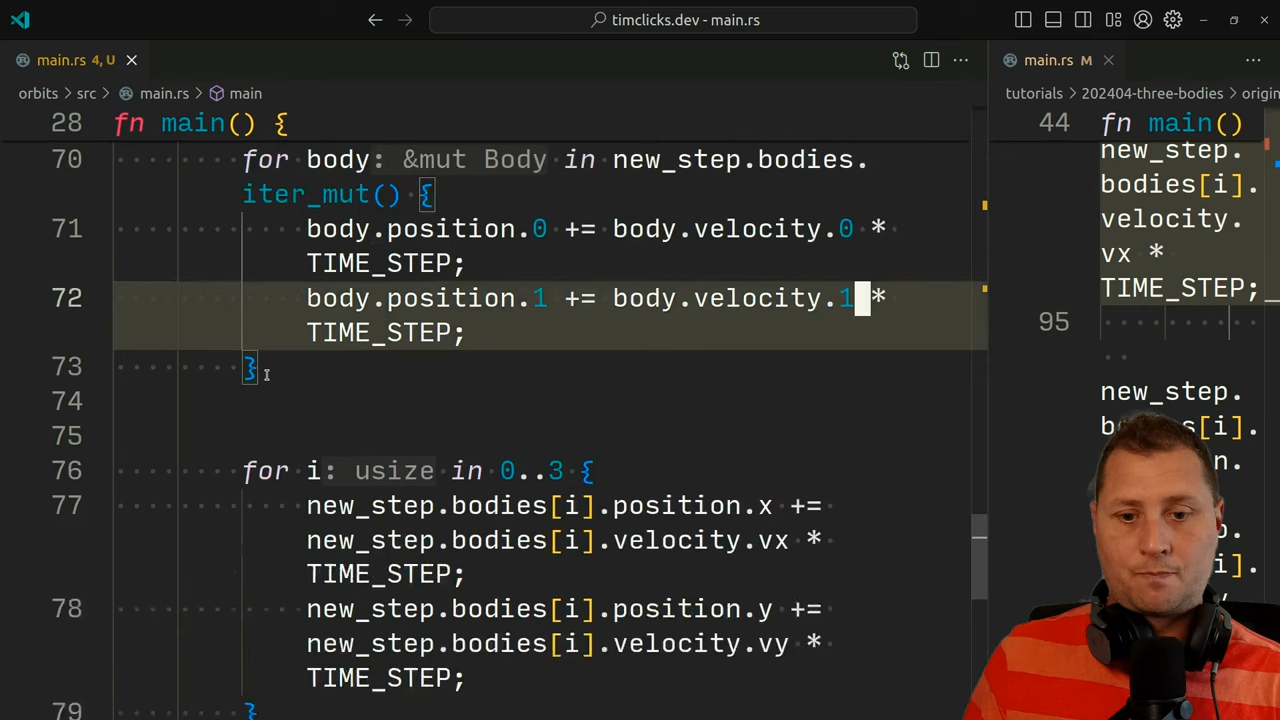 timclicks.dev - main.rs
main.rs 4, U
main.rs M
orbits › src › main.rs › main
tutorials › 202404-three-bodies › origin
28 fn main() {
44 fn main()
70 for body: &mut Body in new_step.bodies.
iter_mut() {
71 body.position.0 += body.velocity.0 *
TIME_STEP;
72 body.position.1 += body.velocity.1 *
TIME_STEP;
73 }
74
75
76 for i: usize in 0..3 {
77 new_step.bodies[i].position.x +=
new_step.bodies[i].velocity.vx *
TIME_STEP;
78 new_step.bodies[i].position.y +=
new_step.bodies[i].velocity.vy *
TIME_STEP;
79 }
new_step.
bodies[i].
velocity.
vx *
TIME_STEP;
95
new_step.